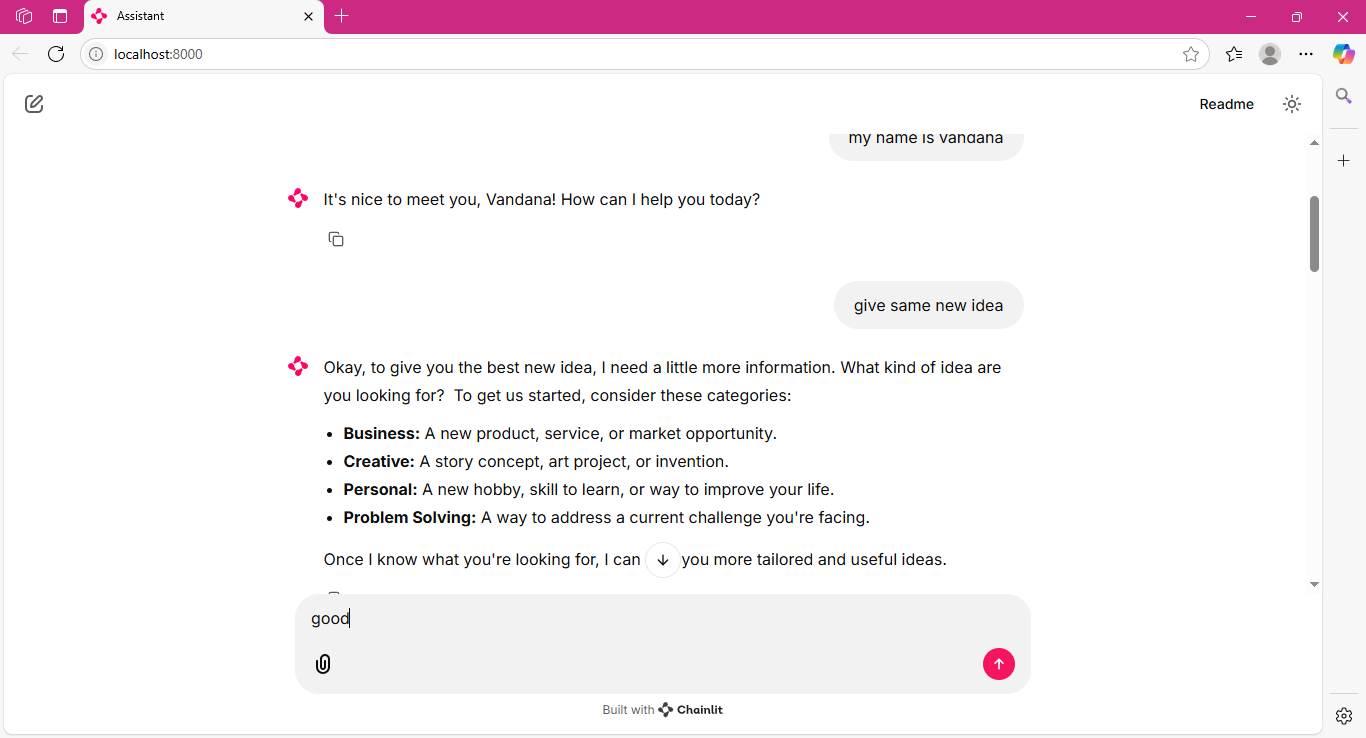 Assistant
localhost:8000
Readme
my name is vandana
It's nice to meet you, Vandana! How can I help you today?
give same new idea
Okay, to give you the best new idea, I need a little more information. What kind of idea are
you looking for?  To get us started, consider these categories:
• Business: A new product, service, or market opportunity.
• Creative: A story concept, art project, or invention.
• Personal: A new hobby, skill to learn, or way to improve your life.
• Problem Solving: A way to address a current challenge you're facing.
Once I know what you're looking for, I can you more tailored and useful ideas.
good
Built with Chainlit